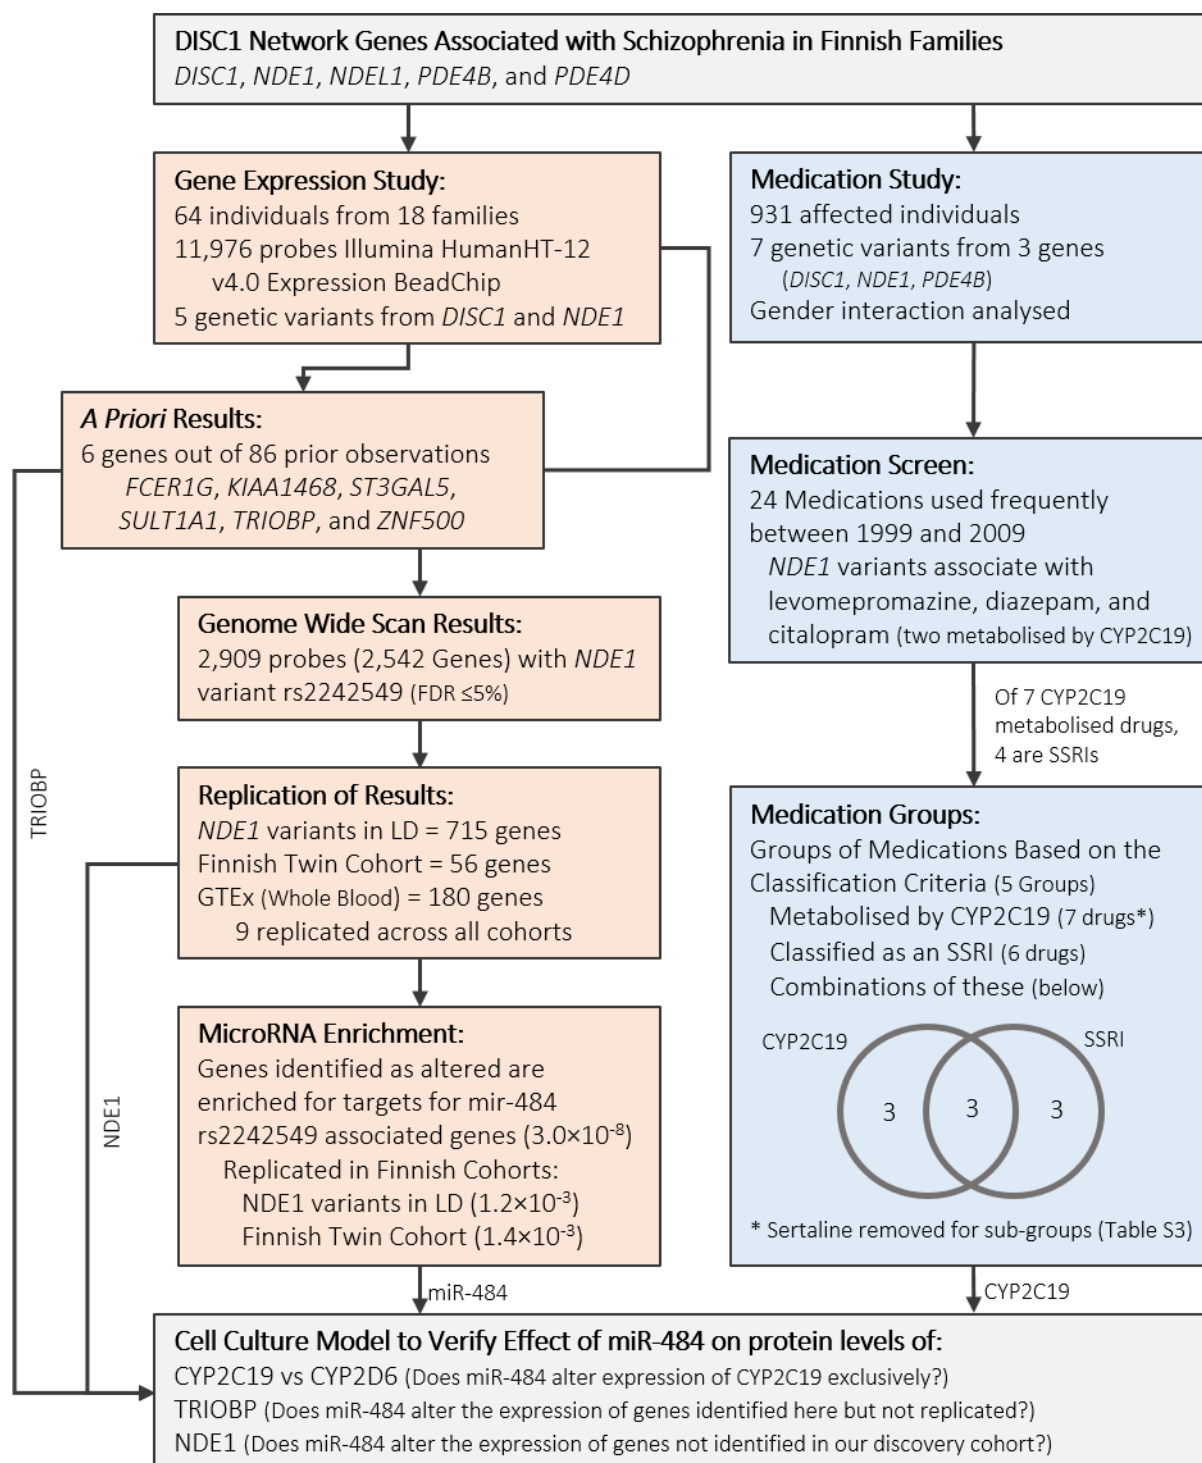 DISC1 Network Genes Associated with Schizophrenia in Finnish Families
DISC1, NDE1, NDEL1, PDE4B, and PDE4D
Gene Expression Study:
64 individuals from 18 families
11,976 probes Illumina HumanHT-12
v4.0 Expression BeadChip
5 genetic variants from DISC1 and NDE1
A Priori Results:
6 genes out of 86 prior observations
FCER1G, KIAA1468, ST3GAL5,
SULT1A1, TRIOBP, and ZNF500
Genome Wide Scan Results:
2,909 probes (2,542 Genes) with NDE1
variant rs2242549 (FDR ≤5%)
Replication of Results:
NDE1 variants in LD = 715 genes
Finnish Twin Cohort = 56 genes
GTEx (Whole Blood) = 180 genes
9 replicated across all cohorts
MicroRNA Enrichment:
Genes identified as altered are
enriched for targets for mir-484
rs2242549 associated genes (3.0×10⁻⁸)
Replicated in Finnish Cohorts:
NDE1 variants in LD (1.2×10⁻³)
Finnish Twin Cohort (1.4×10⁻³)
TRIOBP
NDE1
miR-484
Medication Study:
931 affected individuals
7 genetic variants from 3 genes
(DISC1, NDE1, PDE4B)
Gender interaction analysed
Medication Screen:
24 Medications used frequently
between 1999 and 2009
NDE1 variants associate with
levomepromazine, diazepam, and
citalopram (two metabolised by CYP2C19)
Of 7 CYP2C19
metabolised drugs,
4 are SSRIs
Medication Groups:
Groups of Medications Based on the
Classification Criteria (5 Groups)
Metabolised by CYP2C19 (7 drugs*)
Classified as an SSRI (6 drugs)
Combinations of these (below)
CYP2C19 SSRI
3 3 3
* Sertaline removed for sub-groups (Table S3)
CYP2C19
Cell Culture Model to Verify Effect of miR-484 on protein levels of:
CYP2C19 vs CYP2D6 (Does miR-484 alter expression of CYP2C19 exclusively?)
TRIOBP (Does miR-484 alter the expression of genes identified here but not replicated?)
NDE1 (Does miR-484 alter the expression of genes not identified in our discovery cohort?)